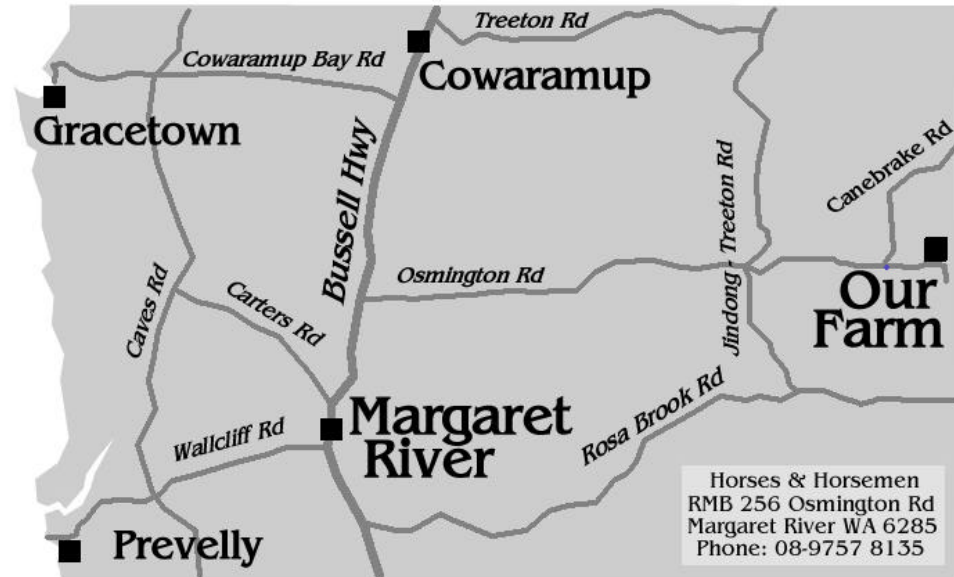 Treeton Rd
Cowaramup Bay Rd
Cowaramup
Gracetown
Canebrake Rd
Bussell Hwy
Jindong - Treeton Rd
Osmington Rd
Our
Farm
Caves Rd
Carters Rd
Margaret
River
Rosa Brook Rd
Wallcliff Rd
Prevelly
Horses & Horsemen
RMB 256 Osmington Rd
Margaret River WA 6285
Phone: 08-9757 8135